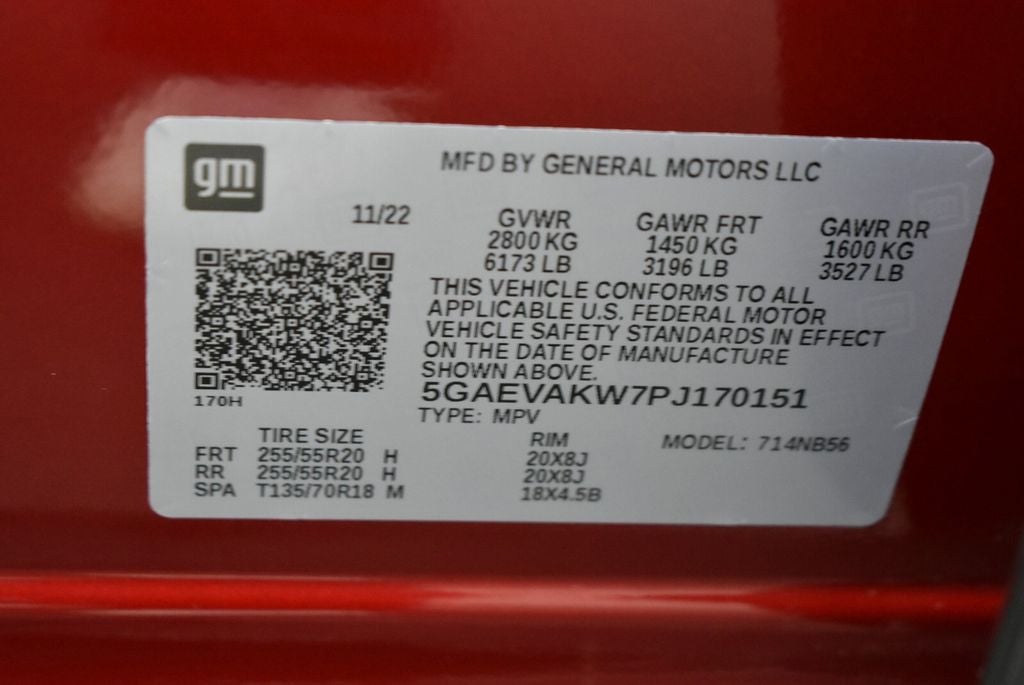 gm
MFD BY GENERAL MOTORS LLC
11/22
GVWR GAWR FRT GAWR RR
2800 KG 1450 KG 1600 KG
6173 LB 3196 LB 3527 LB
THIS VEHICLE CONFORMS TO ALL
APPLICABLE U.S. FEDERAL MOTOR
VEHICLE SAFETY STANDARDS IN EFFECT
ON THE DATE OF MANUFACTURE
SHOWN ABOVE.
5GAEVAKW7PJ170151
170H
TYPE: MPV
TIRE SIZE RIM MODEL: 714NB56
FRT 255/55R20 H 20X8J
RR 255/55R20 H 20X8J
SPA T135/70R18 M 18X4.5B